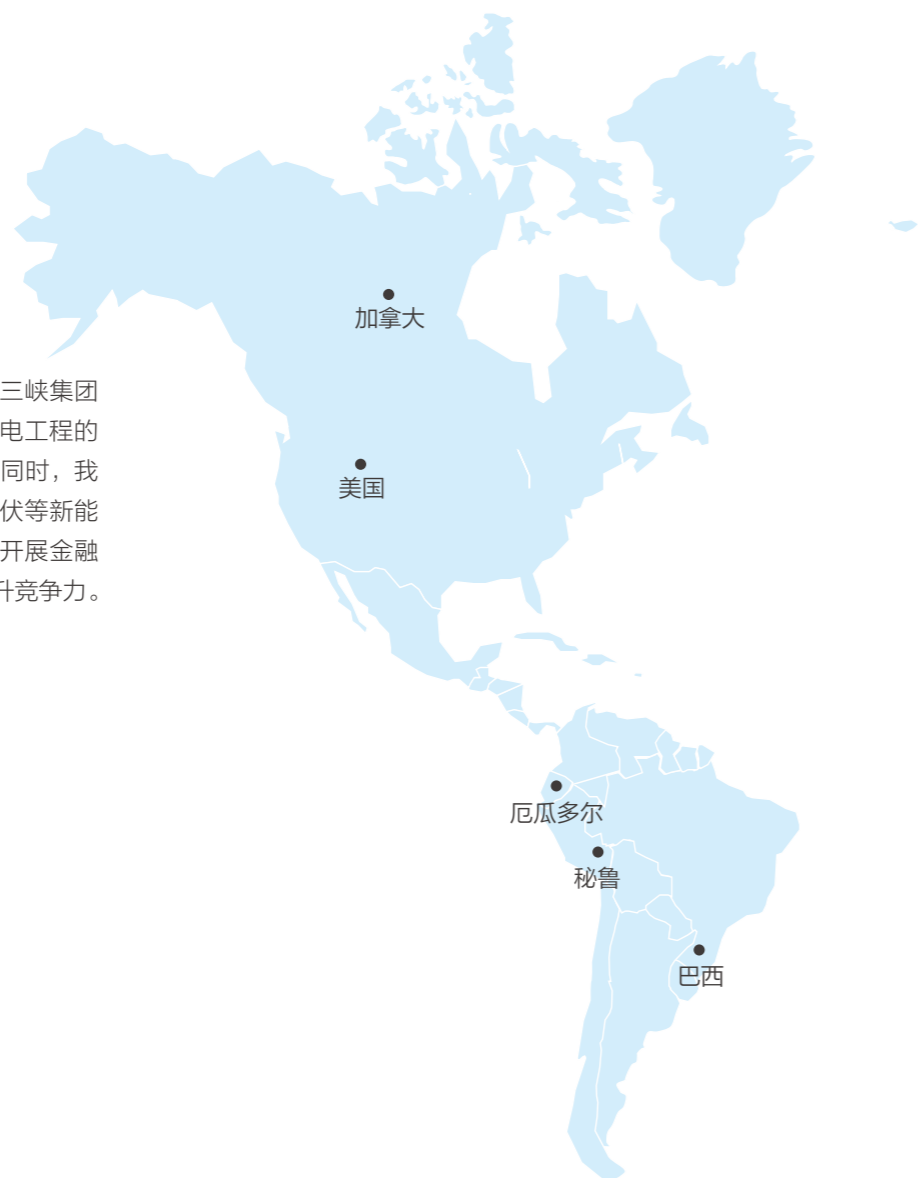 加拿大
三峡集团
电工程的
同时，我
美国
伏等新能
开展金融
升竞争力。
厄瓜多尔
秘鲁
巴西